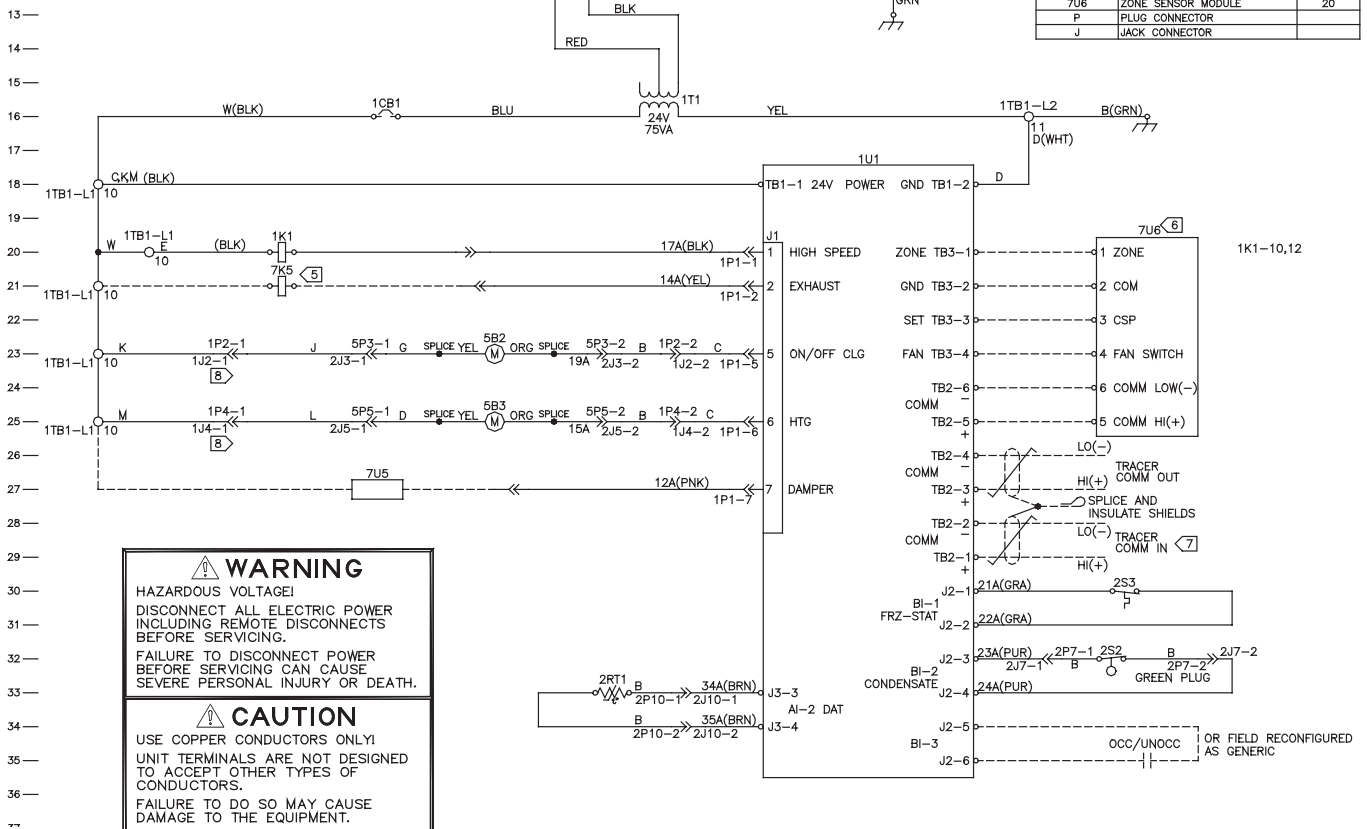 13
BLK
GRN
7U6 ZONE SENSOR MODULE 20
P PLUG CONNECTOR
J JACK CONNECTOR
14
RED
15
1T1
16
W(BLK) 1CB1 BLU
24V
75VA
YEL
1TB1-L2
11
D(WHT)
B(GRN)
17
1U1
18
C,K,M (BLK)
1TB1-L1 10
TB1-1 24V POWER GND TB1-2 D
19
J1
7U6 6
20
W 1TB1-L1 E 10 (BLK) 1K1 17A(BLK) 1P1-1
1 HIGH SPEED ZONE TB3-1 1 ZONE
1K1-10,12
21
1TB1-L1 10 7K5 5 14A(YEL) 1P1-2
2 EXHAUST GND TB3-2 2 COM
22
SET TB3-3 3 CSP
23
1TB1-L1 10 K 1P2-1 1J2-1 8 J 5P3-1 2J3-1 G SPLICE YEL 5B2 M ORG SPLICE 19A 5P3-2 2J3-2 B 1P2-2 1J2-2 C 1P1-5
5 ON/OFF CLG FAN TB3-4 4 FAN SWITCH
24
TB2-6 6 COMM LOW(-)
COMM -
25
1TB1-L1 10 M 1P4-1 1J4-1 8 L 5P5-1 2J5-1 D SPLICE YEL 5B3 M ORG SPLICE 15A 5P5-2 2J5-2 B 1P4-2 1J4-2 C 1P1-6
6 HTG TB2-5 5 COMM HI(+)
+
26
TB2-4 LO(-)
COMM -
TRACER
COMM OUT
27
7U5 12A(PNK) 1P1-7
7 DAMPER TB2-3 HI(+)
+
SPLICE AND
INSULATE SHIELDS
28
TB2-2 LO(-)
COMM -
TRACER
COMM IN 7
29
TB2-1 HI(+)
+
30
J2-1 21A(GRA) 2S3
BI-1
FRZ-STAT
31
J2-2 22A(GRA)
32
J2-3 23A(PUR) 2J7-1 2P7-1 B 2S2 B 2P7-2 2J7-2
GREEN PLUG
BI-2
CONDENSATE
33
2RT1 B 2P10-1 2J10-1 34A(BRN) J3-3
J2-4 24A(PUR)
AI-2 DAT
34
B 2P10-2 2J10-2 35A(BRN) J3-4
J2-5
BI-3
OCC/UNOCC
OR FIELD RECONFIGURED
AS GENERIC
35
J2-6
36
37
WARNING
HAZARDOUS VOLTAGE!
DISCONNECT ALL ELECTRIC POWER
INCLUDING REMOTE DISCONNECTS
BEFORE SERVICING.
FAILURE TO DISCONNECT POWER
BEFORE SERVICING CAN CAUSE
SEVERE PERSONAL INJURY OR DEATH.
CAUTION
USE COPPER CONDUCTORS ONLY!
UNIT TERMINALS ARE NOT DESIGNED
TO ACCEPT OTHER TYPES OF
CONDUCTORS.
FAILURE TO DO SO MAY CAUSE
DAMAGE TO THE EQUIPMENT.